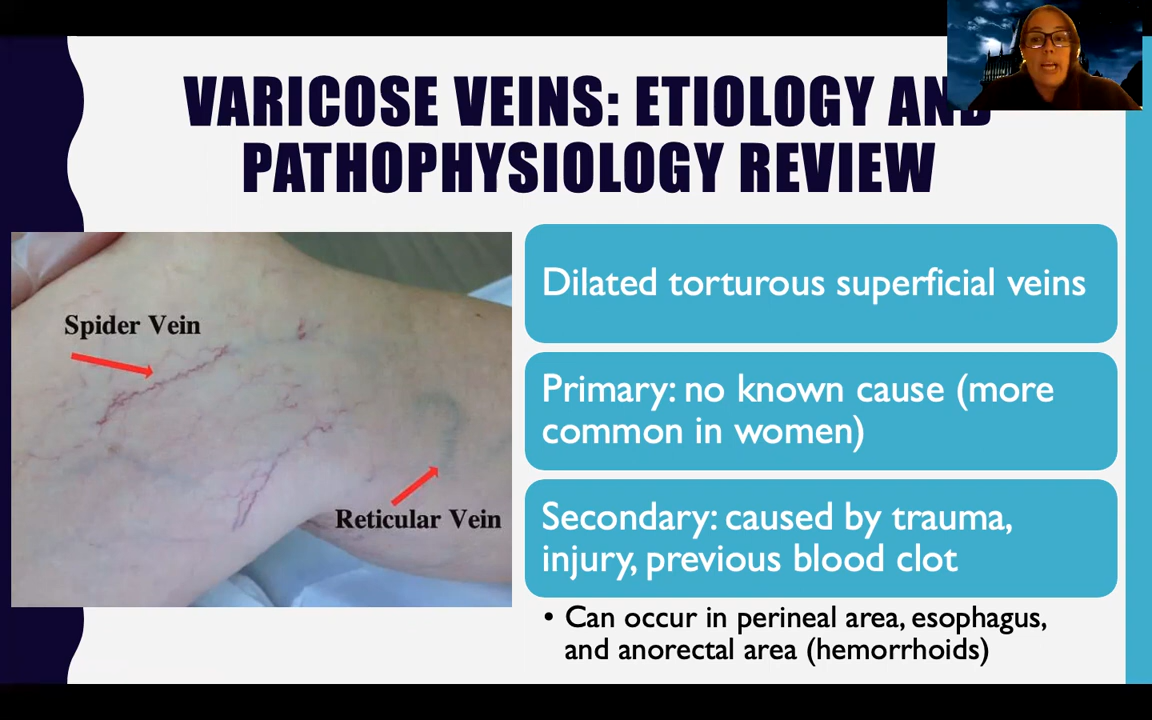 VARICOSE VEINS: ETIOLOGY AND
PATHOPHYSIOLOGY REVIEW
Spider Vein
Reticular Vein
Dilated torturous superficial veins
Primary: no known cause (more
common in women)
Secondary: caused by trauma,
injury, previous blood clot
• Can occur in perineal area, esophagus,
and anorectal area (hemorrhoids)